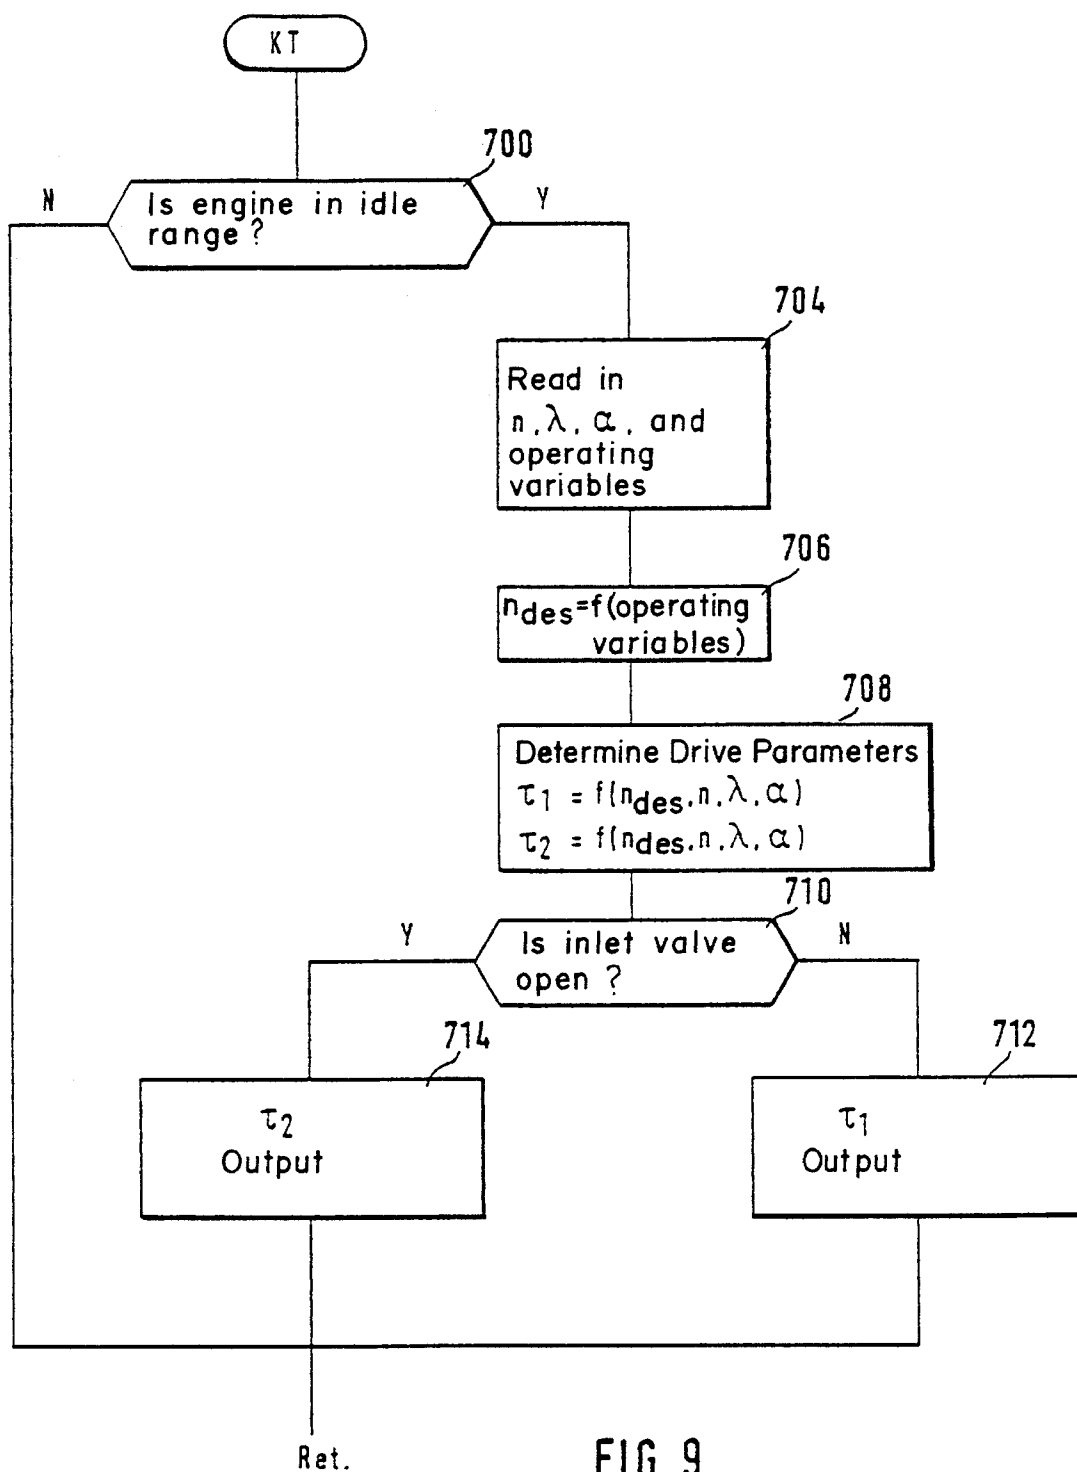 KT
700
N
Is engine in idle
range?
Y
704
Read in
n, λ, α, and
operating
variables
706
n_des=f(operating
variables)
708
Determine Drive Parameters
τ1 = f(n_des, n, λ, α)
τ2 = f(n_des, n, λ, α)
710
Y
Is inlet valve
open ?
N
714
τ2
Output
712
τ1
Output
Ret.
FIG 9